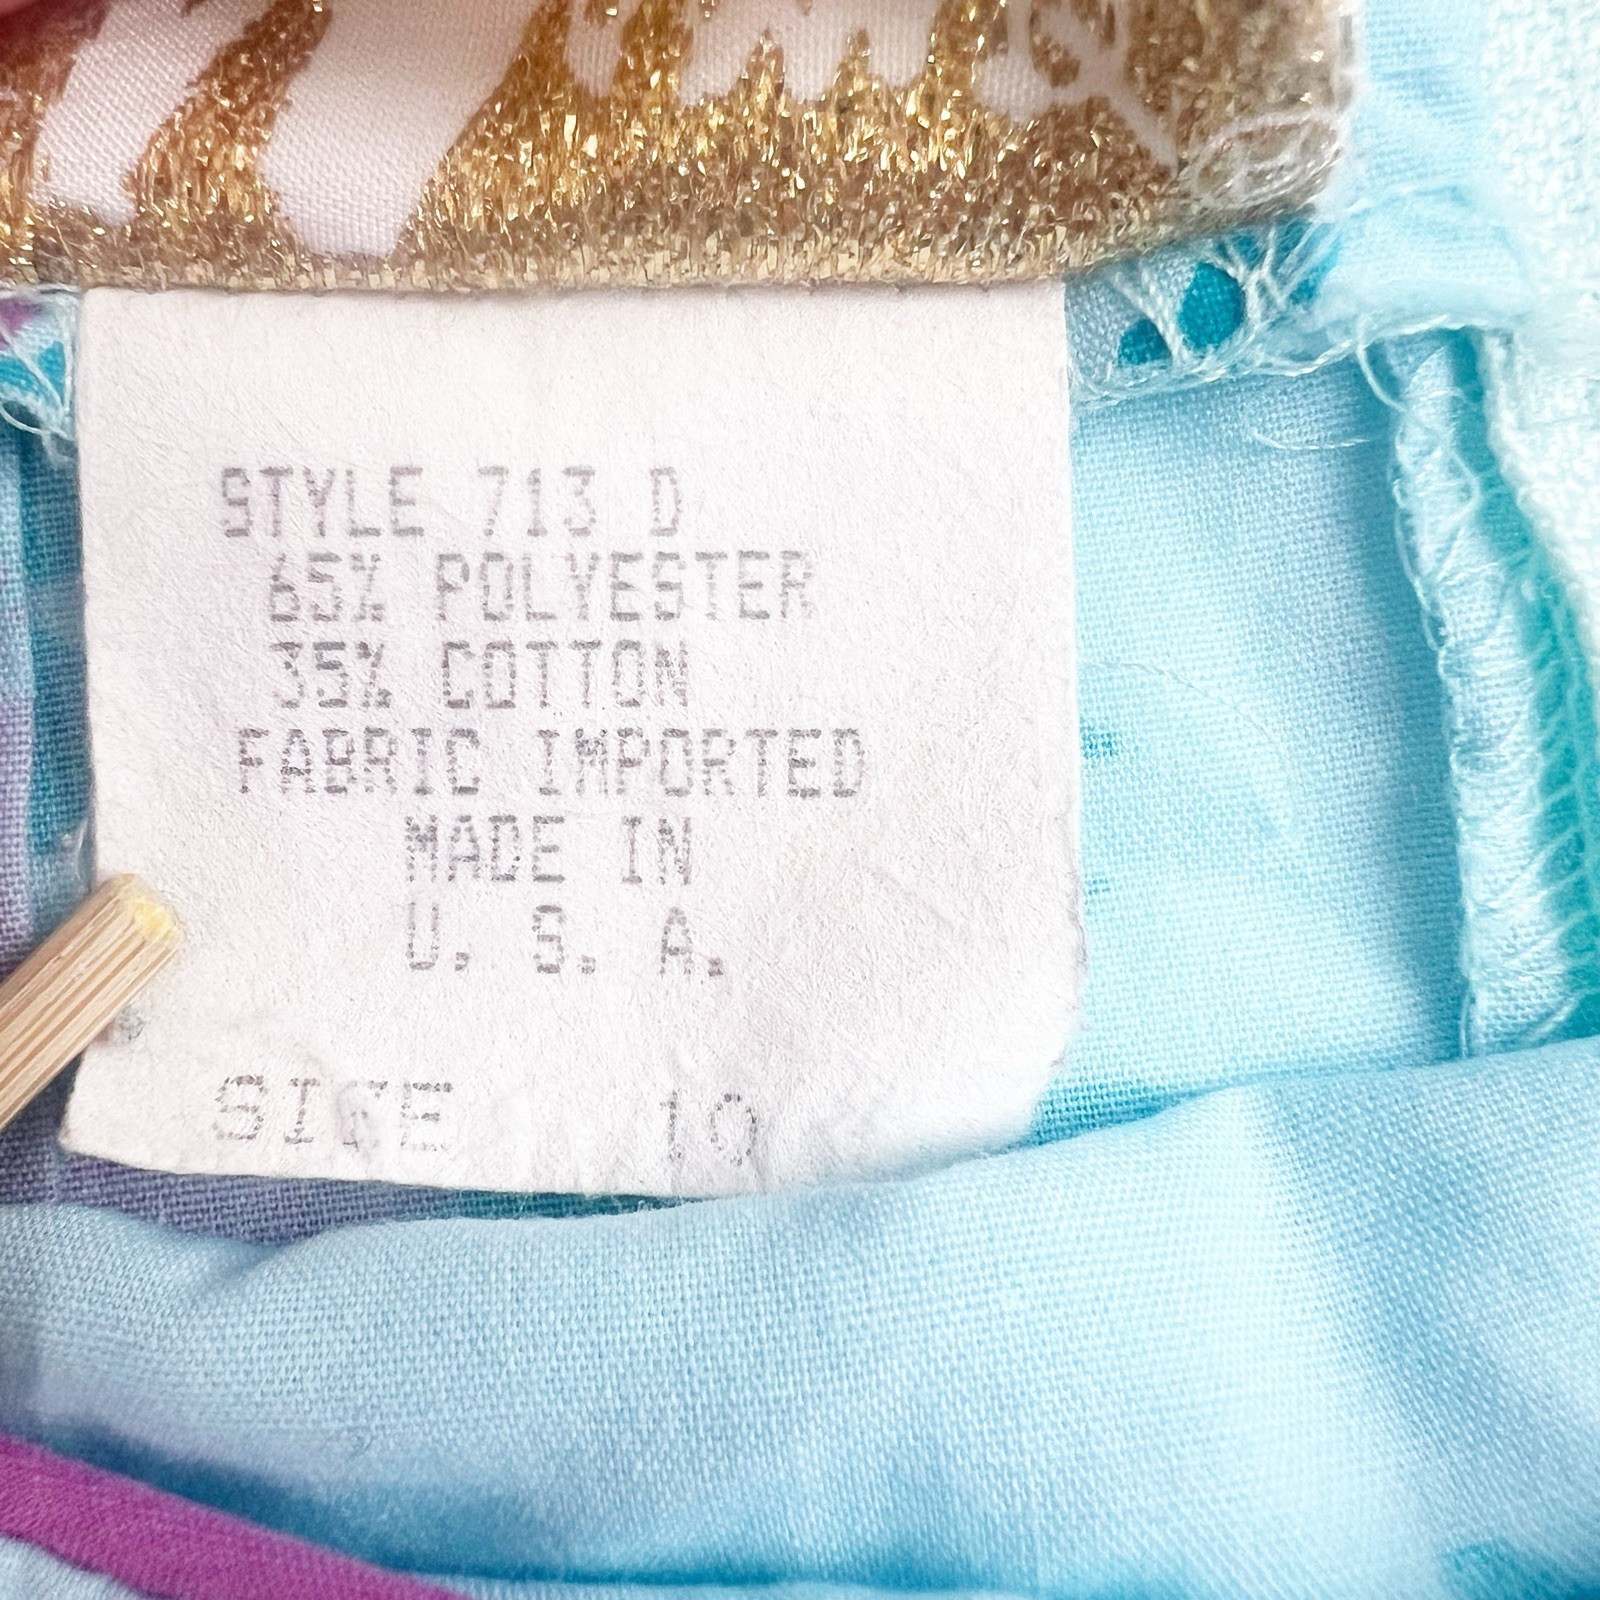 STYLE 713 D
65% POLYESTER
35% COTTON
FABRIC IMPORTED
MADE IN
U. S. A.
SIZE 10